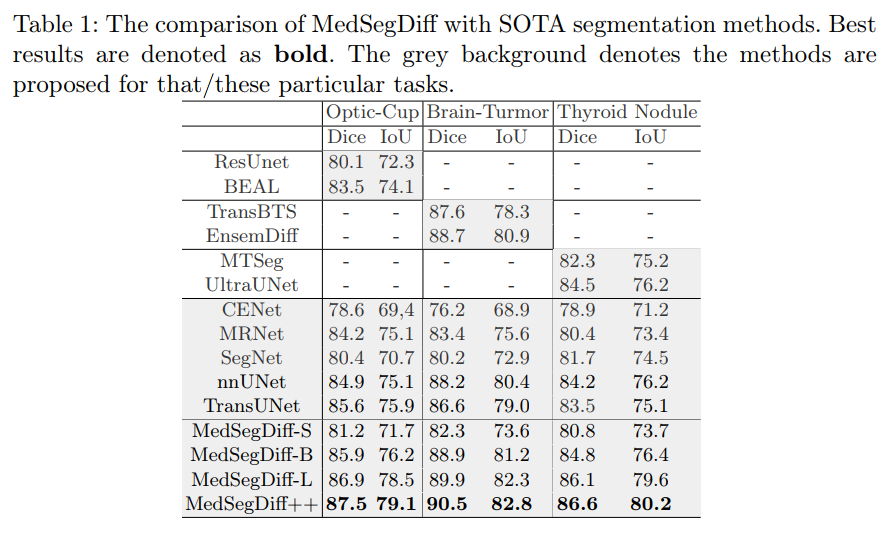 Table 1: The comparison of MedSegDiff with SOTA segmentation methods. Best
results are denoted as bold. The grey background denotes the methods are
proposed for that/these particular tasks.
Optic-Cup Brain-Turmor Thyroid Nodule
Dice IoU Dice IoU Dice IoU
ResUnet 80.1 72.3 - - - -
BEAL 83.5 74.1 - - - -
TransBTS - - 87.6 78.3 - -
EnsemDiff - - 88.7 80.9 - -
MTSeg - - - - 82.3 75.2
UltraUNet - - - - 84.5 76.2
CENet 78.6 69,4 76.2 68.9 78.9 71.2
MRNet 84.2 75.1 83.4 75.6 80.4 73.4
SegNet 80.4 70.7 80.2 72.9 81.7 74.5
nnUNet 84.9 75.1 88.2 80.4 84.2 76.2
TransUNet 85.6 75.9 86.6 79.0 83.5 75.1
MedSegDiff-S 81.2 71.7 82.3 73.6 80.8 73.7
MedSegDiff-B 85.9 76.2 88.9 81.2 84.8 76.4
MedSegDiff-L 86.9 78.5 89.9 82.3 86.1 79.6
MedSegDiff++ 87.5 79.1 90.5 82.8 86.6 80.2